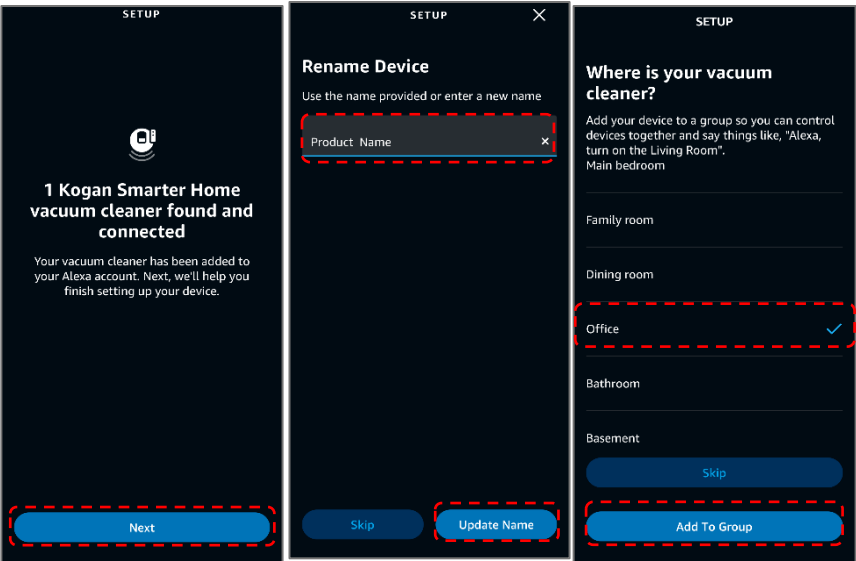 SETUP
1 Kogan Smarter Home
vacuum cleaner found and
connected
Your vacuum cleaner has been added to
your Alexa account. Next, we'll help you
finish setting up your device.
Next
SETUP
Rename Device
Use the name provided or enter a new name
Product Name
Skip
Update Name
SETUP
Where is your vacuum
cleaner?
Add your device to a group so you can control
devices together and say things like, "Alexa,
turn on the Living Room".
Main bedroom
Family room
Dining room
Office
Bathroom
Basement
Skip
Add To Group